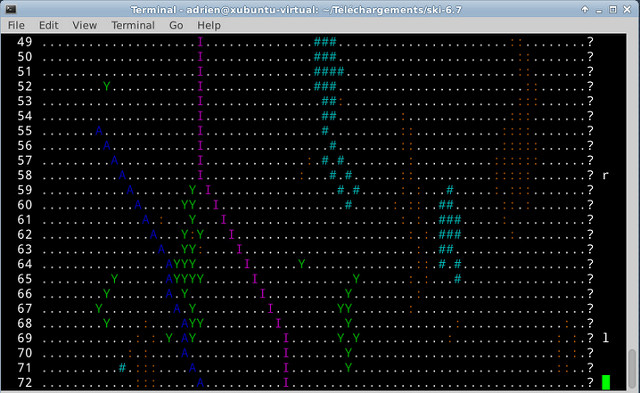 49 ....................I..............###......................::........?
50 ....................I..............###.......................:........?
51 ....................I..............####......................::.......?
52 ........Y...........I..............###.......................::.......?
53 ....................I...............##:.....................:::.......?
54 ....................I...............##........:............::::.......?
55 .......A............I...............#.........::...........::::.......?
56 ........A...........I................#........::...........::::.......?
57 .........A..........I.............:.#.#.......::..........:::::.......?
58 ..........A.........I............:...#.#......::..........:::::.......? r
59 ...........A.......Y.I................#.#.....::....#.....::::........?
60 ............A.....YY..I................#.....:::...##......:::........?
61 .............A.:...:...I......................::...###.....::.........?
62 ..............A...Y.Y...I.....................::...###......:.........?
63 ...............A..YY.....I....................::...##.................?
64 ................AYYY......I......Y.............::..#.#................?
65 .........Y......AYYYY......I............Y......::....#................?
66 ........Y.......A.Y.........I..........Y.......:......................?
67 .......Y.........A.Y.........I........YY.......:......................?
68 ........Y.........AYY.........I........Y...........................:..?
69 ............::..Y.AY...........I......Y.Y...........:.............::..? l
70 ...........:.::...A............I.......Y..........................::..?
71 ..........#.:::....A...........I.......Y..........................::..?
72 ............:::.....A..........I......................................?
Terminal - adrien@xubuntu-virtual: ~/Telechargements/ski-6.7
File Edit View Terminal Go Help